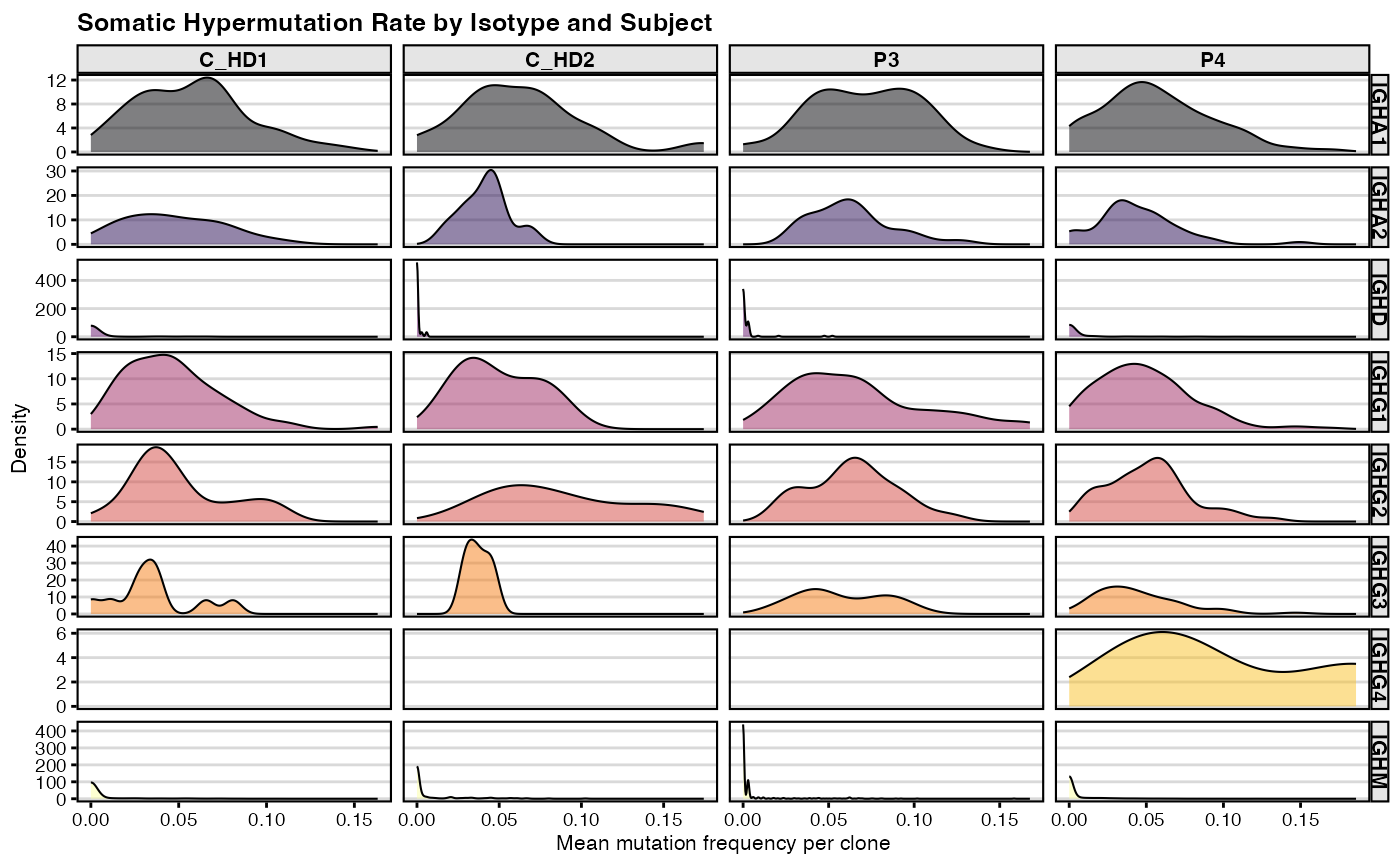 Somatic Hypermutation Rate by Isotype and Subject
C_HD1 C_HD2 P3 P4
12
8
4
0
IGHA1
30
20
10
0
IGHA2
400
200
0
IGHD
15
10
5
0
IGHG1
15
10
5
0
IGHG2
40
30
20
10
0
IGHG3
6
4
2
0
IGHG4
400
300
200
100
0
IGHM
Density
0.00 0.05 0.10 0.15 0.00 0.05 0.10 0.15 0.00 0.05 0.10 0.15 0.00 0.05 0.10 0.15
Mean mutation frequency per clone